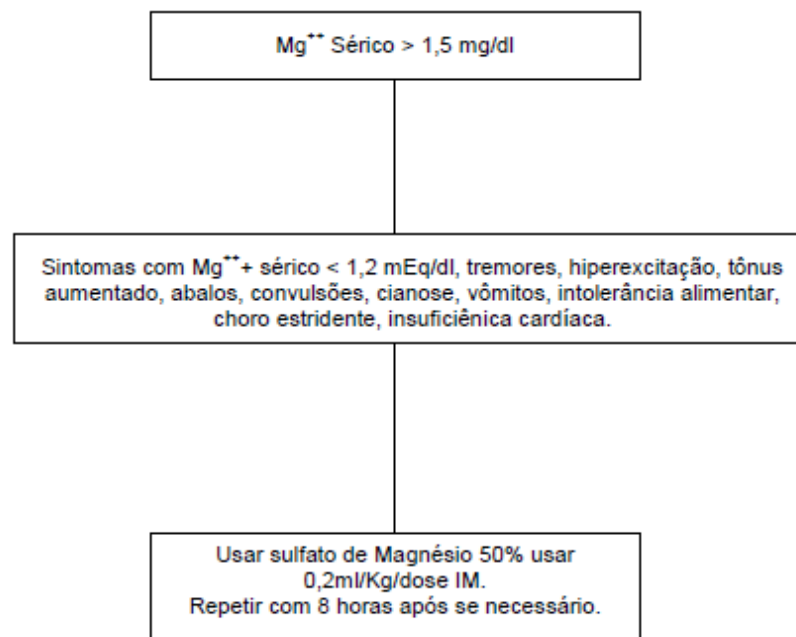 Mg⁺⁺ Sérico > 1,5 mg/dl
Sintomas com Mg⁺⁺+ sérico < 1,2 mEq/dl, tremores, hiperexcitação, tônus
aumentado, abalos, convulsões, cianose, vômitos, intolerância alimentar,
choro estridente, insuficiênica cardíaca.
Usar sulfato de Magnésio 50% usar
0,2ml/Kg/dose IM.
Repetir com 8 horas após se necessário.